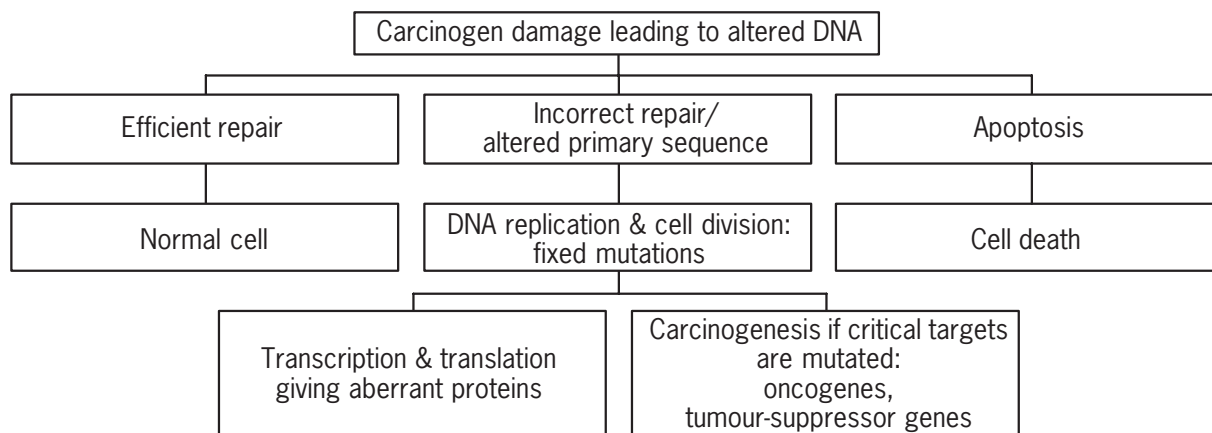 Carcinogen damage leading to altered DNA
Efficient repair
Incorrect repair/
altered primary sequence
Apoptosis
Normal cell
DNA replication & cell division:
fixed mutations
Cell death
Transcription & translation
giving aberrant proteins
Carcinogenesis if critical targets
are mutated:
oncogenes,
tumour-suppressor genes